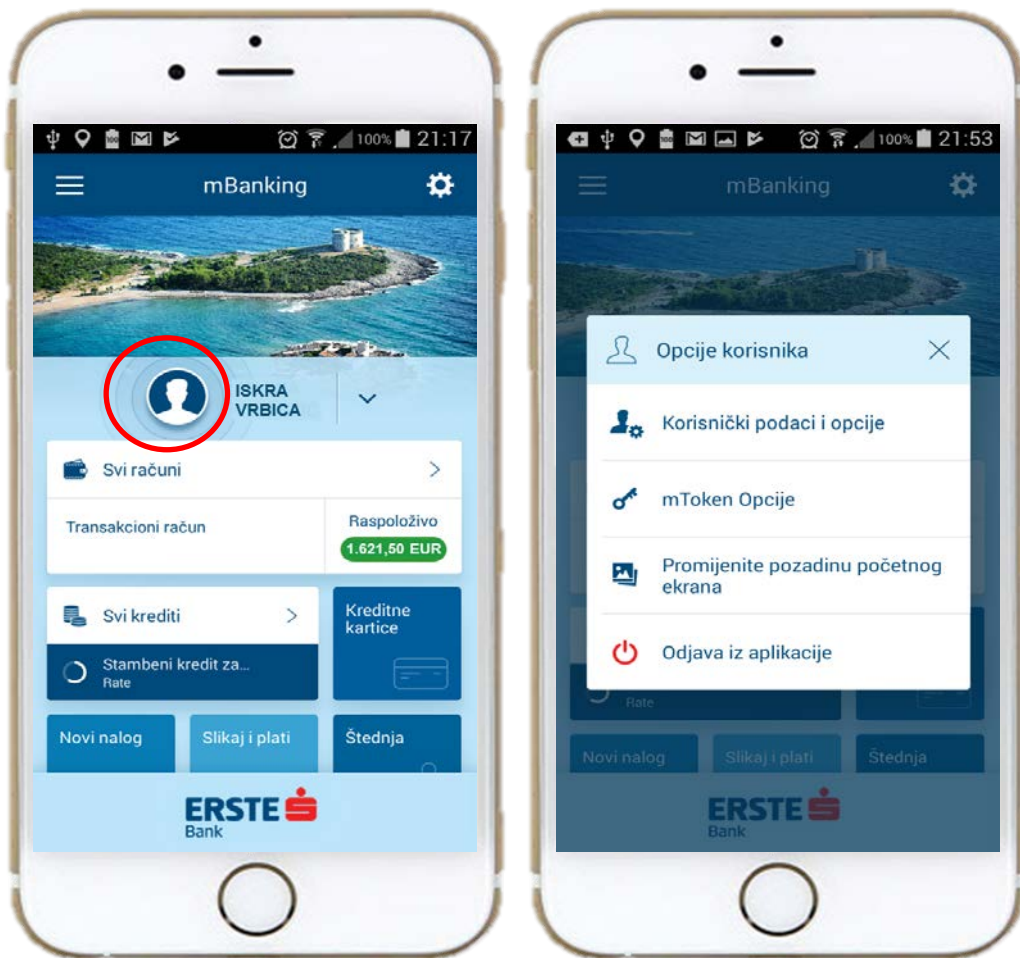 100% 21:17
mBanking
ISKRA
VRBICA
Svi računi
Transakcioni račun
Raspoloživo
1.621,50 EUR
Svi krediti
Kreditne
kartice
Stambeni kredit za...
Rate
Novi nalog
Slikaj i plati
Štednja
ERSTE
Bank
100% 21:53
mBanking
Opcije korisnika
Korisnički podaci i opcije
mToken Opcije
Promijenite pozadinu početnog
ekrana
Odjava iz aplikacije
Rate
Novi nalog
Slikaj i plati
Štednja
ERSTE
Bank